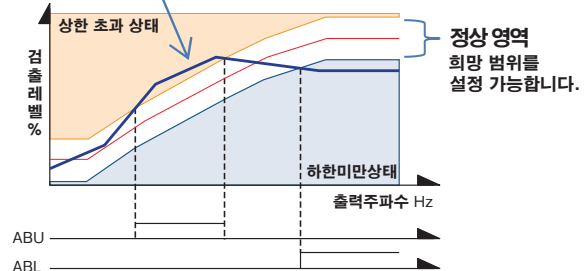 상한 초과 상태
정상 영역
희망 범위를
설정 가능합니다.
검출레벨%
하한미만상태
출력주파수 Hz
ABU
ABL